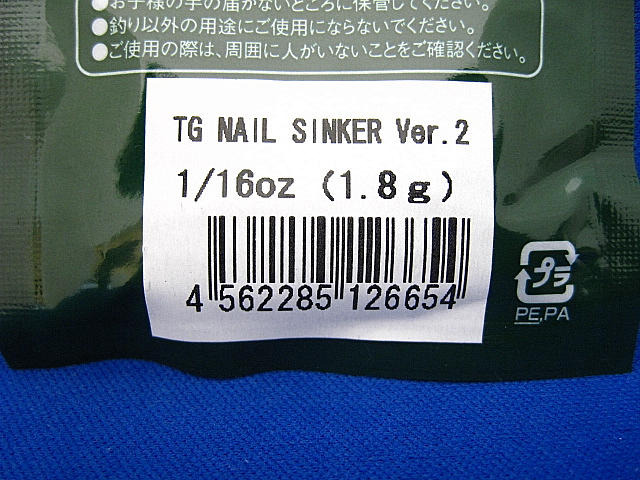 ●お子様の手の届かないところに保管してください。
●釣り以外の用途にご使用にならないでください。
●ご使用の際は、周囲に人がいないことをご確認ください。
TG NAIL SINKER Ver.2
1/16oz (1.8g)
4 562285 126654
プラ
PE,PA